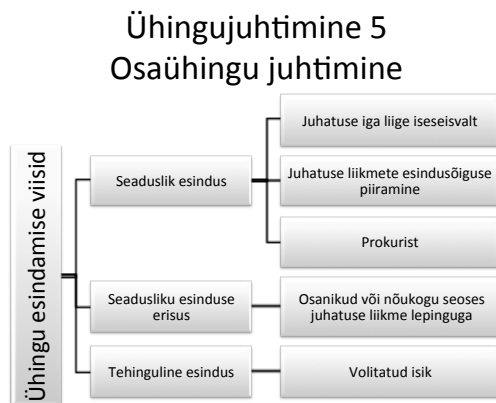 Ühingujuhtimine 5
Osaühingu juhtimine
Ühingu esindamise viisid
Seaduslik esindus
Juhatuse iga liige iseseisvalt
Juhatuse liikmete esindusõiguse
piiramine
Prokurist
Seadusliku esinduse
erisus
Osanikud või nõukogu seoses
juhatuse liikme lepinguga
Tehinguline esindus
Volitatud isik